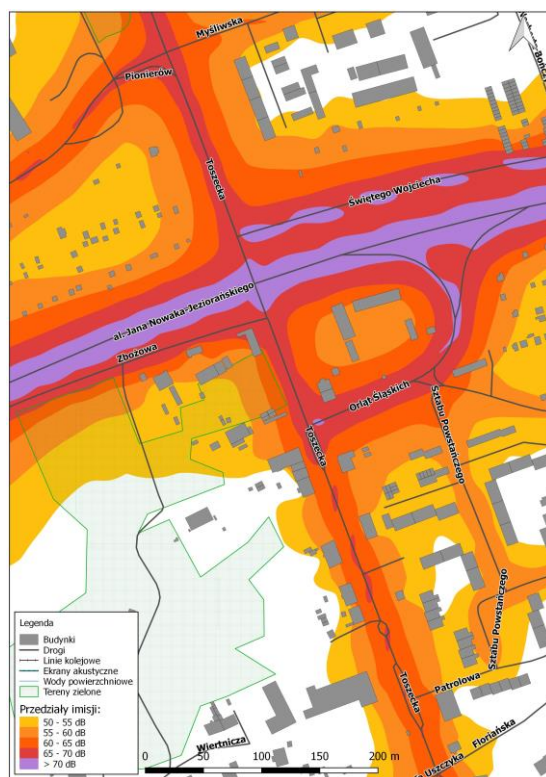 Myśliwska
Pionierów
Toszecka
Świętego Wojciecha
al. Jana Nowaka-Jeziorańskiego
Zbożowa
Orląt Śląskich
Toszecka
Sztabu Powstańczego
Sztabu Powstańczego
Toszecka
Patrolowa
Floriańska
Uszczyka
Wiertnicza
Legenda
Budynki
Drogi
Linie kolejowe
Ekrany akustyczne
Wody powierzchniowe
Tereny zielone
Przedziały imisji:
50 - 55 dB
55 - 60 dB
60 - 65 dB
65 - 70 dB
> 70 dB
0 50 100 150 200 m